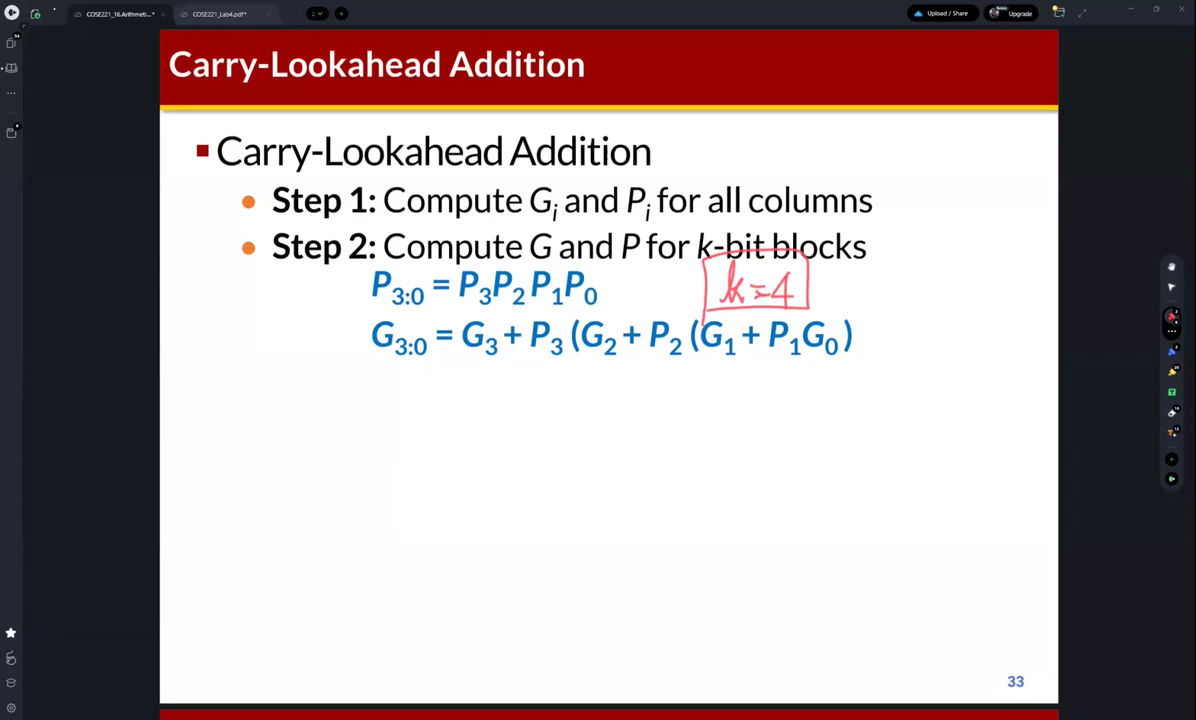 COSE221_16.Arithmeti...*
COSE221_Lab4.pdf*
Upload / Share
Upgrade
Carry-Lookahead Addition
Carry-Lookahead Addition
Step 1: Compute Gᵢ and Pᵢ for all columns
Step 2: Compute G and P for k-bit blocks
P₃:₀ = P₃P₂ P₁P₀
k=4
G₃:₀ = G₃ + P₃ (G₂ + P₂ (G₁ + P₁G₀ )
33